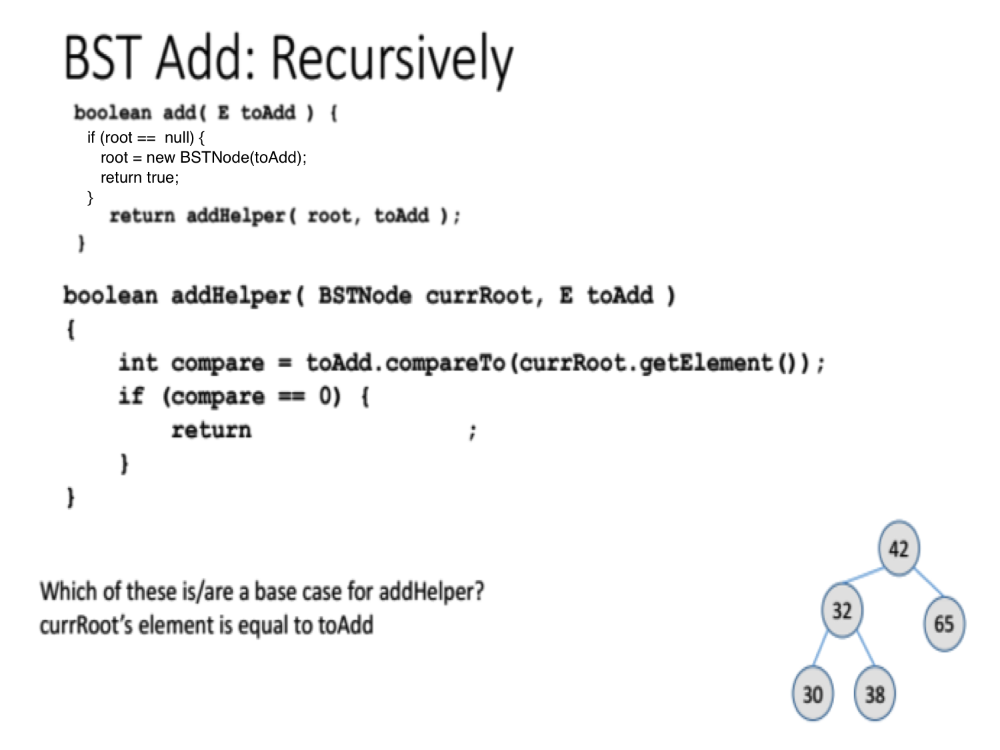 BST Add: Recursively
boolean add( E toAdd ) {
if (root ==  null) {
root = new BSTNode(toAdd);
return true;
}
return addHelper( root, toAdd );
}
boolean addHelper( BSTNode currRoot, E toAdd )
{
int compare = toAdd.compareTo(currRoot.getElement());
if (compare == 0) {
return ;
}
}
42
32
65
30 38
Which of these is/are a base case for addHelper?
currRoot’s element is equal to toAdd